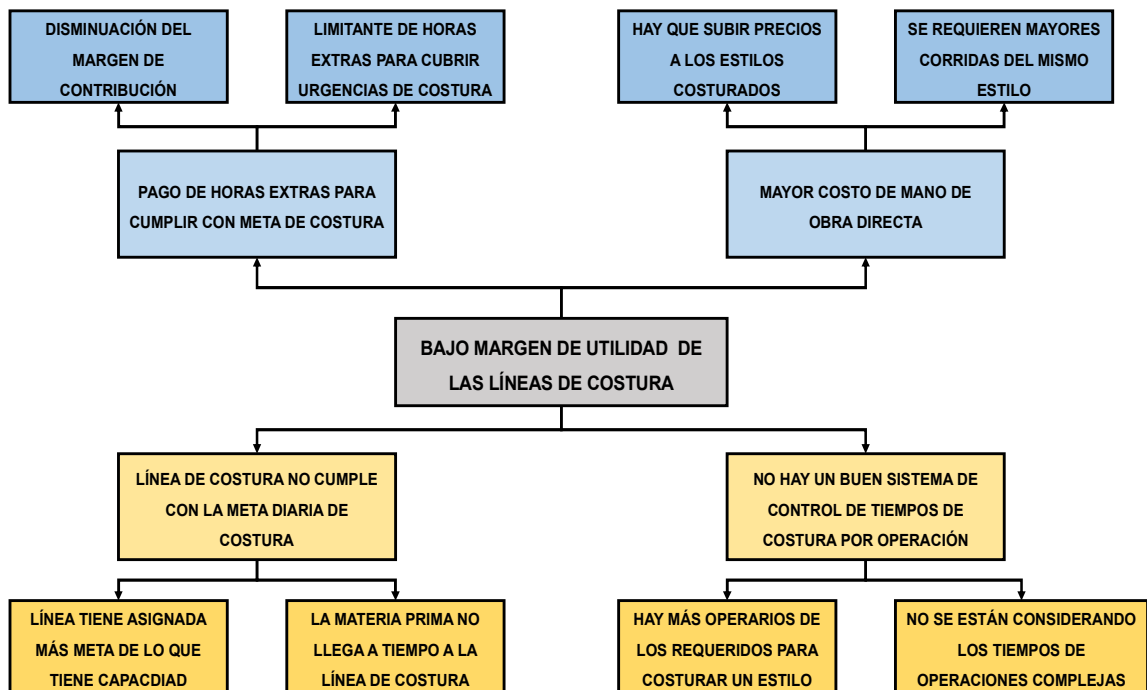 DISMINUACIÓN DEL
MARGEN DE
CONTRIBUCIÓN
LIMITANTE DE HORAS
EXTRAS PARA CUBRIR
URGENCIAS DE COSTURA
HAY QUE SUBIR PRECIOS
A LOS ESTILOS
COSTURADOS
SE REQUIEREN MAYORES
CORRIDAS DEL MISMO
ESTILO
PAGO DE HORAS EXTRAS PARA
CUMPLIR CON META DE COSTURA
MAYOR COSTO DE MANO DE
OBRA DIRECTA
BAJO MARGEN DE UTILIDAD DE
LAS LÍNEAS DE COSTURA
LÍNEA DE COSTURA NO CUMPLE
CON LA META DIARIA DE
COSTURA
NO HAY UN BUEN SISTEMA DE
CONTROL DE TIEMPOS DE
COSTURA POR OPERACIÓN
LÍNEA TIENE ASIGNADA
MÁS META DE LO QUE
TIENE CAPACDIAD
LA MATERIA PRIMA NO
LLEGA A TIEMPO A LA
LÍNEA DE COSTURA
HAY MÁS OPERARIOS DE
LOS REQUERIDOS PARA
COSTURAR UN ESTILO
NO SE ESTÁN CONSIDERANDO
LOS TIEMPOS DE
OPERACIONES COMPLEJAS